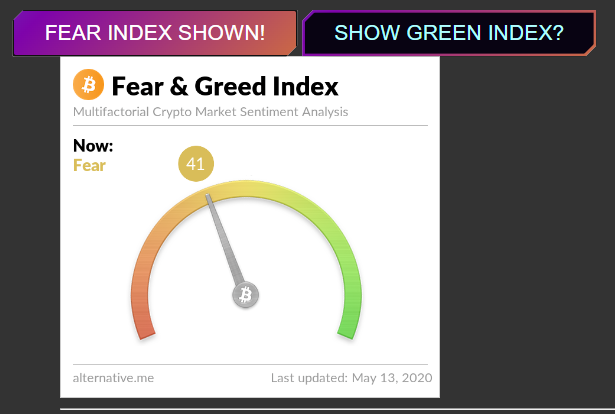 FEAR INDEX SHOWN! SHOW GREEN INDEX?
Fear & Greed Index
Multifactorial Crypto Market Sentiment Analysis
Now:
Fear
41
alternative.me Last updated: May 13, 2020